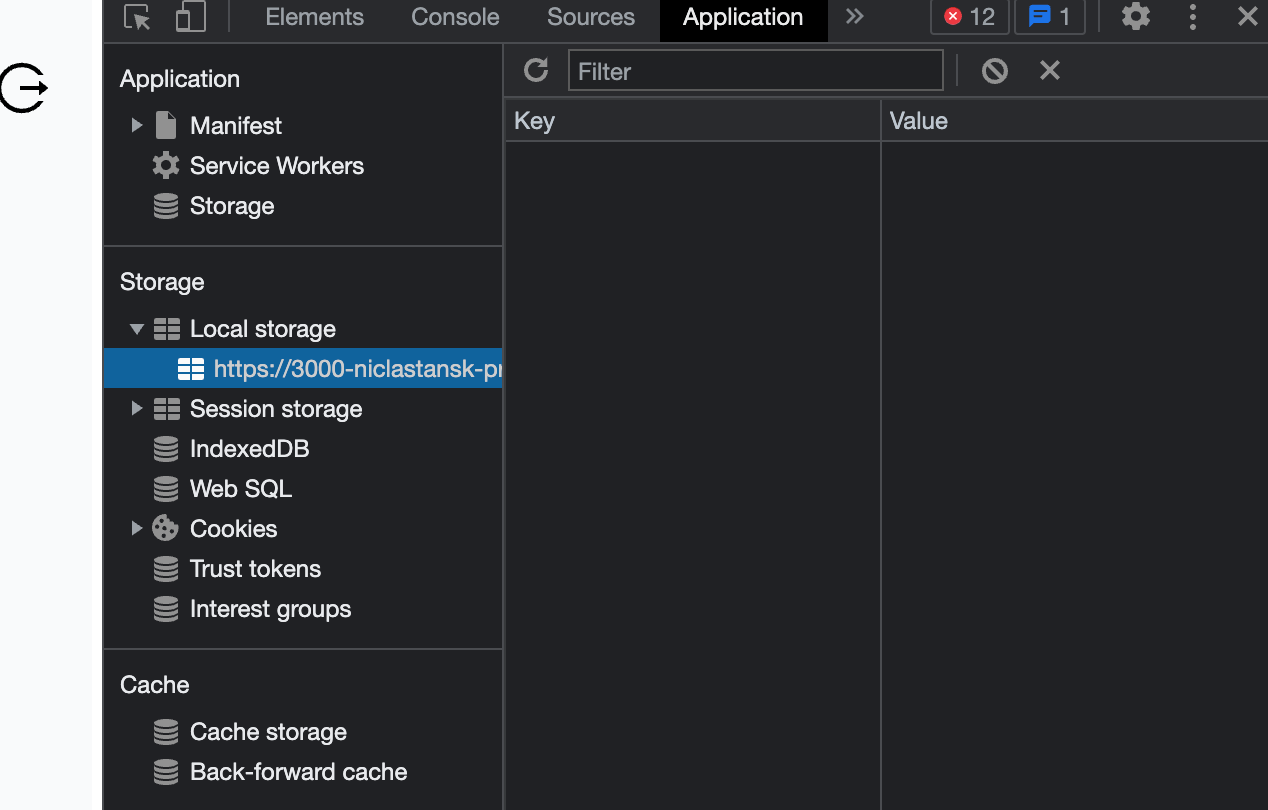 Elements Console Sources Application 12 1
Application
Manifest
Service Workers
Storage
Storage
Local storage
https://3000-niclastansk-pr
Session storage
IndexedDB
Web SQL
Cookies
Trust tokens
Interest groups
Cache
Cache storage
Back-forward cache
Filter
Key Value